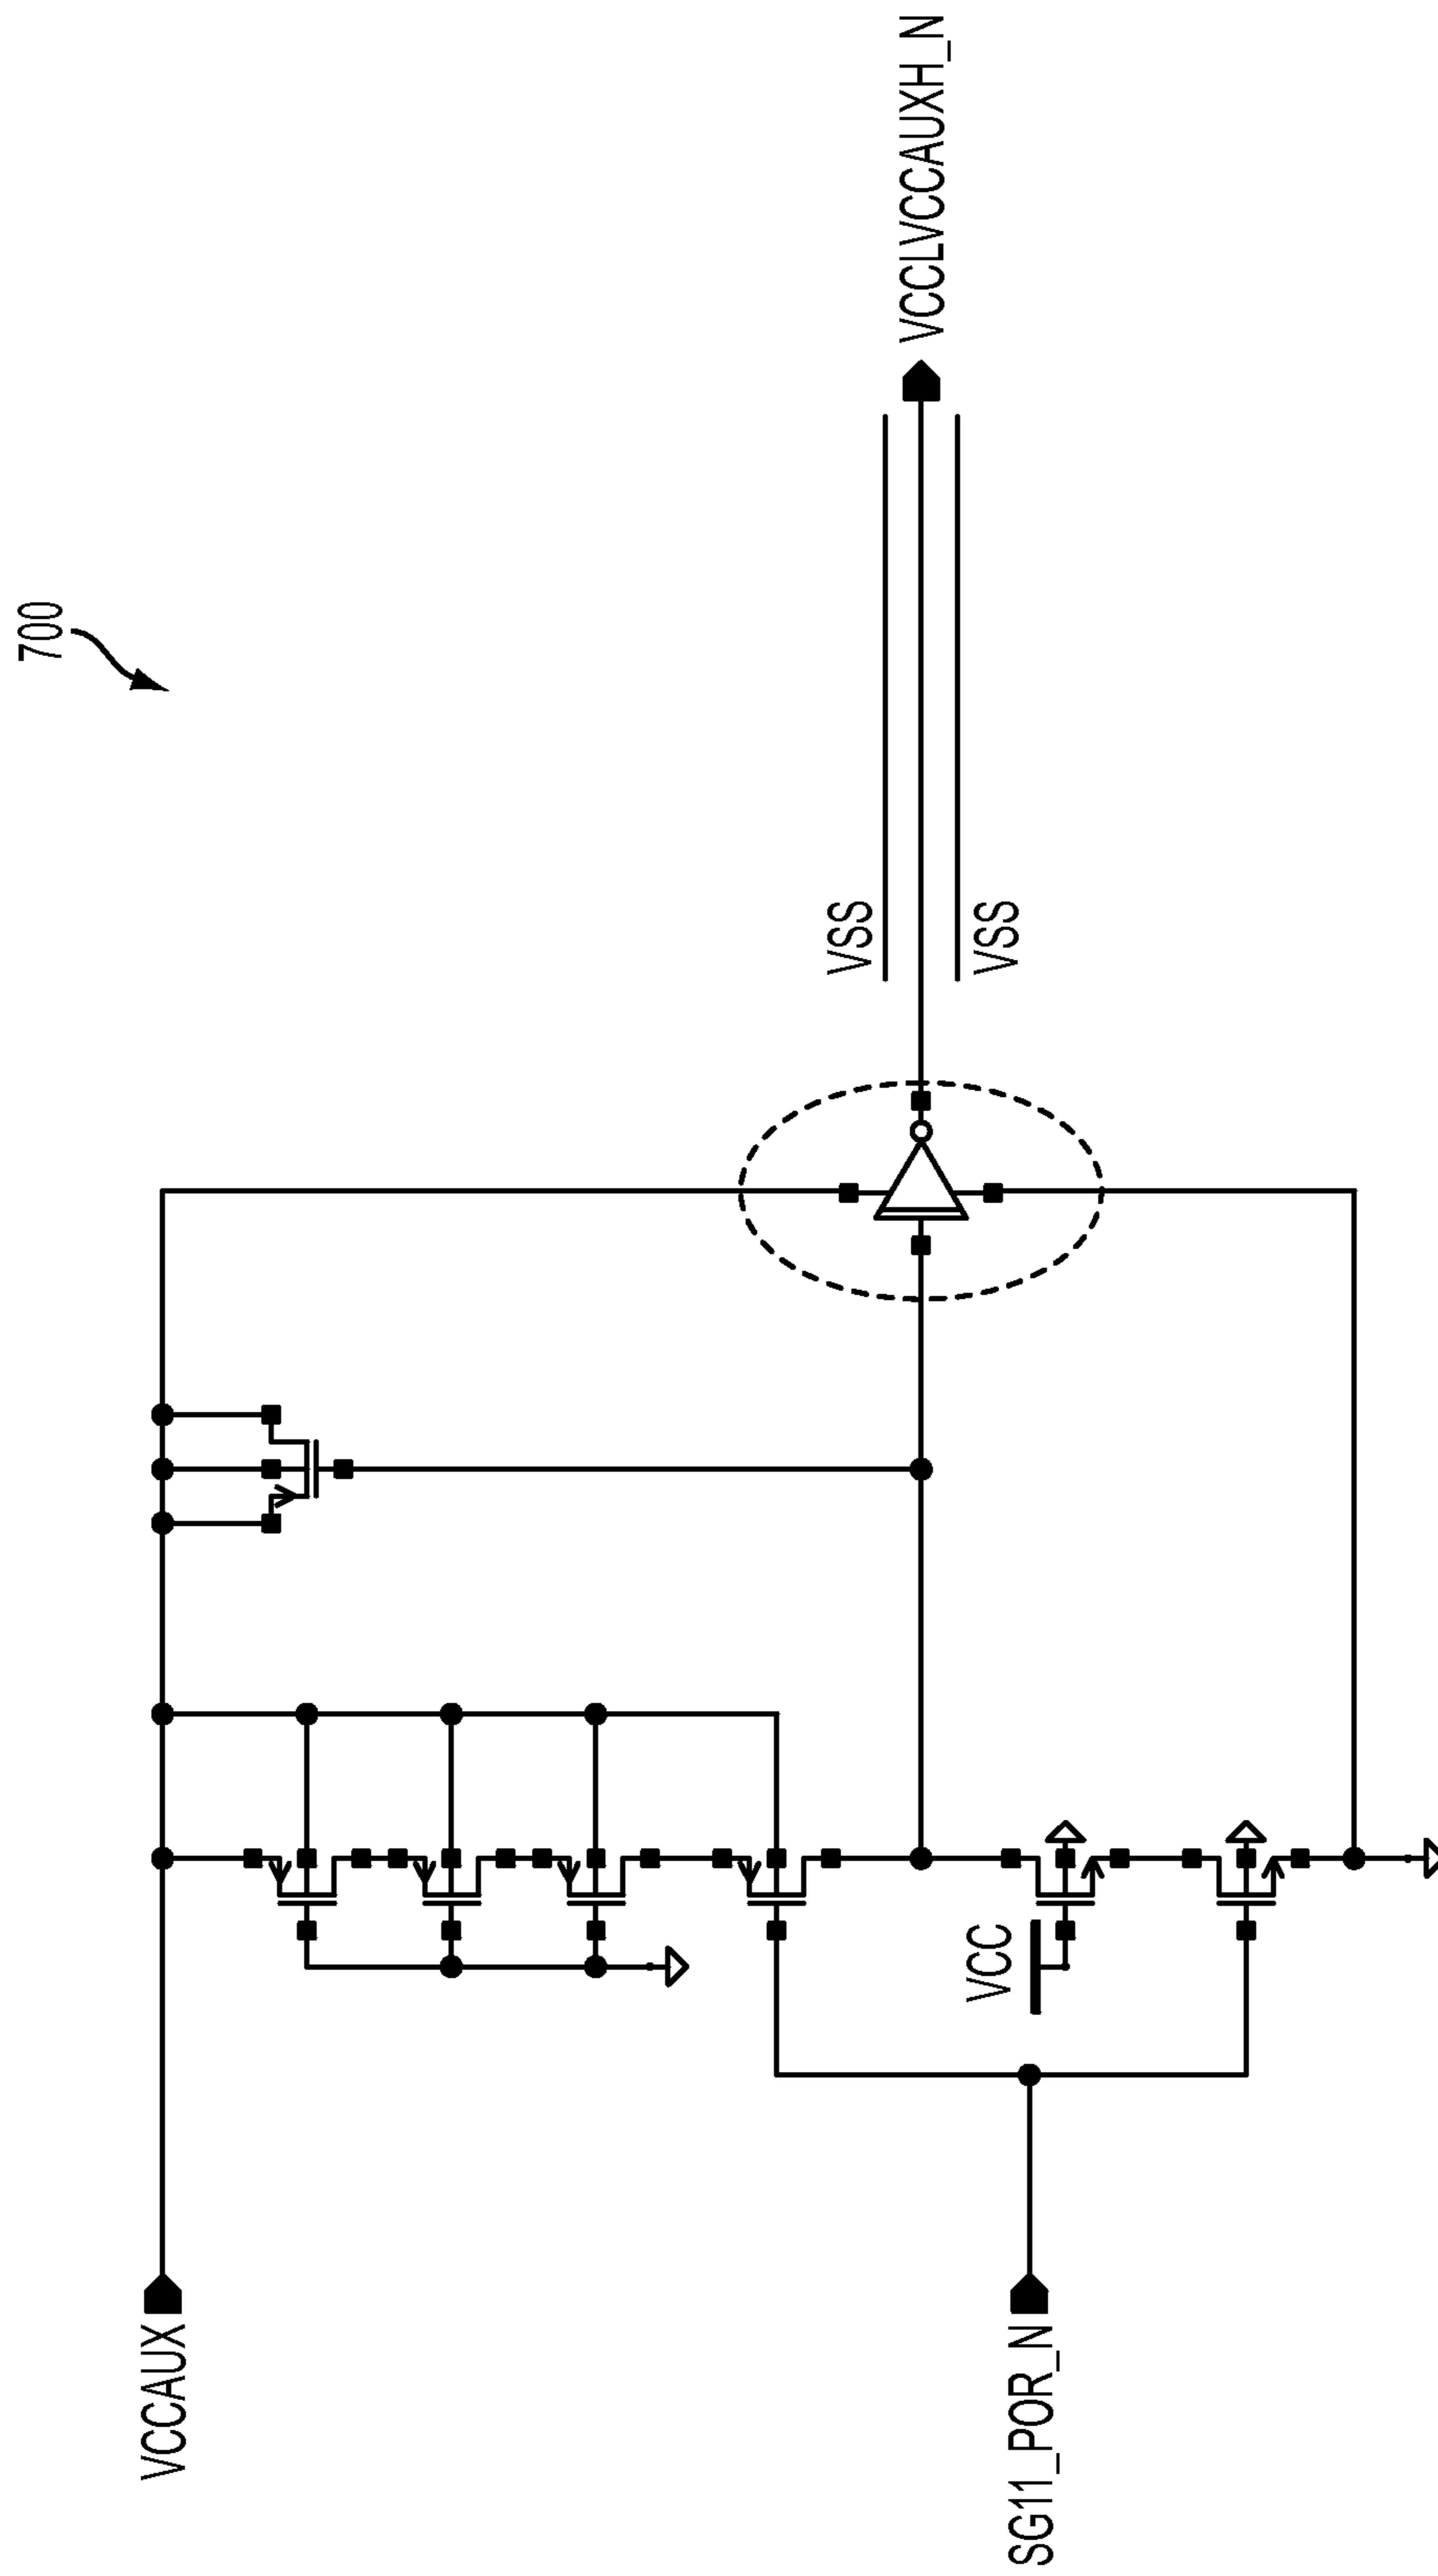 700
VCCAUX
VSS
VCCLVCCAUXH_N
VSS
VCC
SG11_POR_N